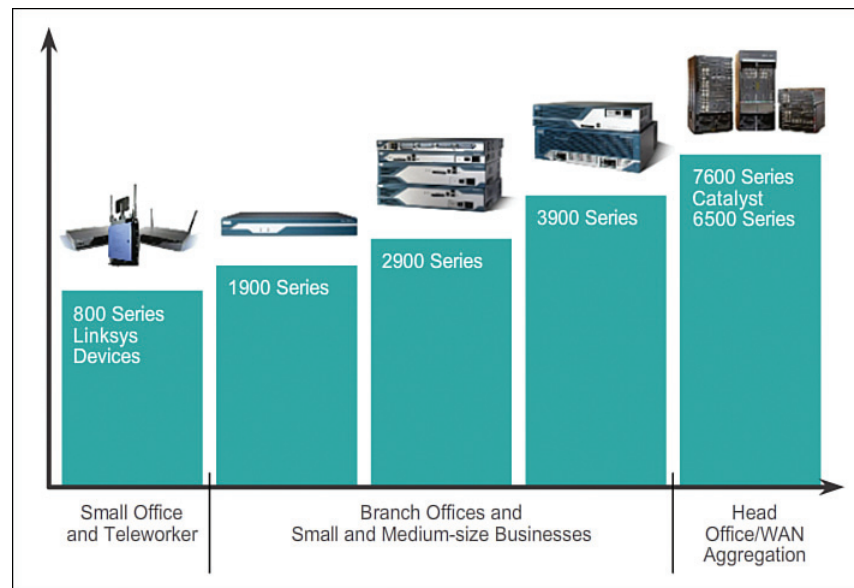 800 Series
Linksys
Devices
1900 Series
2900 Series
3900 Series
7600 Series
Catalyst
6500 Series
Small Office
and Teleworker
Branch Offices and
Small and Medium-size Businesses
Head
Office/WAN
Aggregation